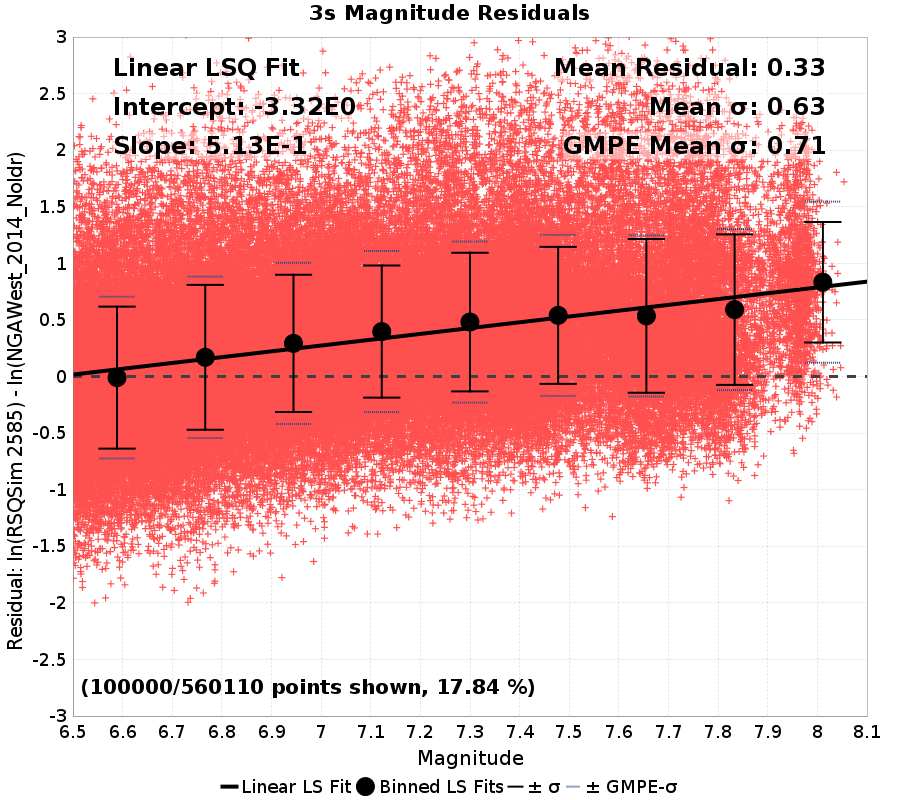 3s Magnitude Residuals
Linear LSQ Fit
Mean Residual: 0.33
Intercept: -3.32E0
Mean σ: 0.63
Slope: 5.13E-1
GMPE Mean σ: 0.71
Residual: ln(RSQSim 2585) - ln(NGAWest_2014_NoIdr)
3
2.5
2
1.5
1
0.5
0
-0.5
-1
-1.5
-2
-2.5
-3
(100000/560110 points shown, 17.84 %)
6.5 6.6 6.7 6.8 6.9 7 7.1 7.2 7.3 7.4 7.5 7.6 7.7 7.8 7.9 8 8.1
Magnitude
Linear LS Fit Binned LS Fits ± σ ± GMPE-σ